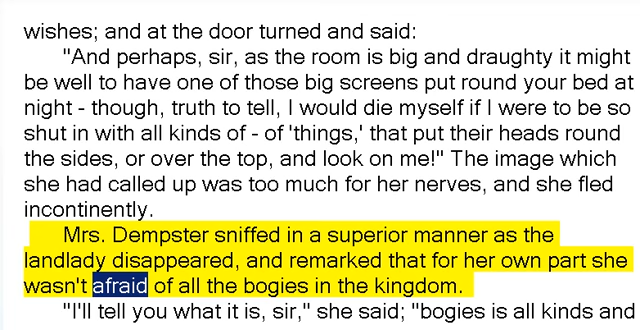 wishes; and at the door turned and said:
"And perhaps, sir, as the room is big and draughty it might
be well to have one of those big screens put round your bed at
night - though, truth to tell, I would die myself if I were to be so
shut in with all kinds of - of 'things,' that put their heads round
the sides, or over the top, and look on me!" The image which
she had called up was too much for her nerves, and she fled
incontinently.
Mrs. Dempster sniffed in a superior manner as the
landlady disappeared, and remarked that for her own part she
wasn't afraid of all the bogies in the kingdom.
"I'll tell you what it is, sir," she said; "bogies is all kinds and